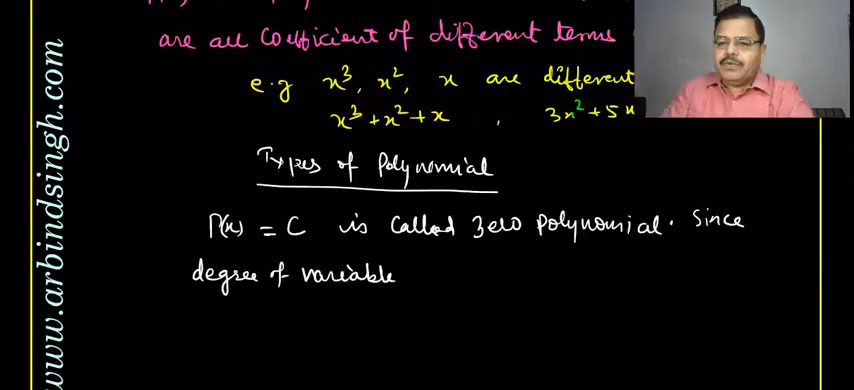 are all coefficient of different terms
e.g x³, x², x are different
x³+x²+x , 3x²+5x
Types of Polynomial
P(x) = C is called Zero polynomial. Since
degree of variable
www.arbindsingh.com